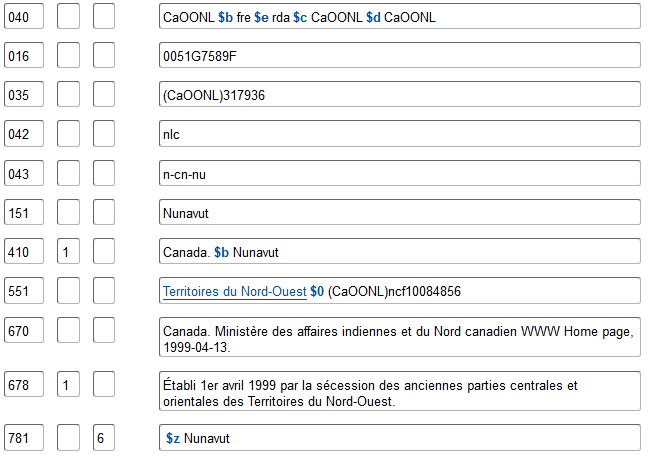 040 CaOONL $b fre $e rda $c CaOONL $d CaOONL
016 0051G7589F
035 (CaOONL)317936
042 nlc
043 n-cn-nu
151 Nunavut
410 1 Canada. $b Nunavut
551 Territoires du Nord-Ouest $0 (CaOONL)ncf10084856
670 Canada. Ministère des affaires indiennes et du Nord canadien WWW Home page,
1999-04-13.
678 1 Établi 1er avril 1999 par la sécession des anciennes parties centrales et
orientales des Territoires du Nord-Ouest.
781 6 $z Nunavut